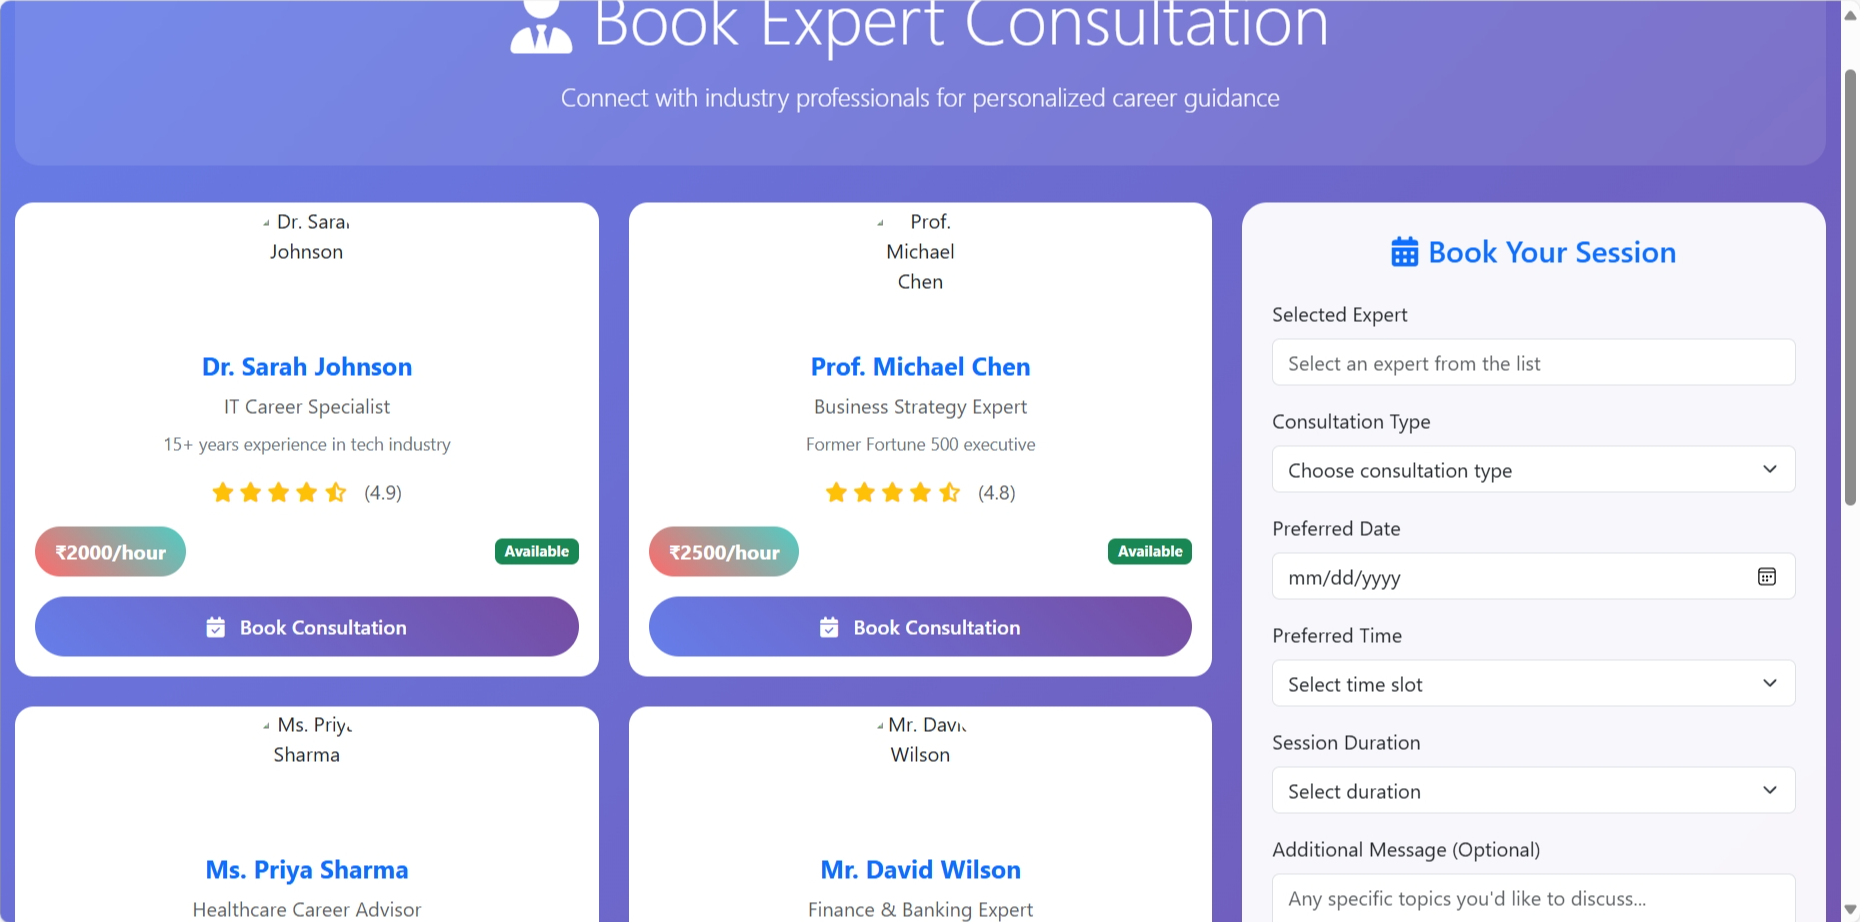 Book Expert Consultation
Connect with industry professionals for personalized career guidance
Dr. Sarah
Johnson
Dr. Sarah Johnson
IT Career Specialist
15+ years experience in tech industry
(4.9)
₹2000/hour
Available
Book Consultation
Prof.
Michael
Chen
Prof. Michael Chen
Business Strategy Expert
Former Fortune 500 executive
(4.8)
₹2500/hour
Available
Book Consultation
Ms. Priya
Sharma
Ms. Priya Sharma
Healthcare Career Advisor
Mr. David
Wilson
Mr. David Wilson
Finance & Banking Expert
Book Your Session
Selected Expert
Select an expert from the list
Consultation Type
Choose consultation type
Preferred Date
mm/dd/yyyy
Preferred Time
Select time slot
Session Duration
Select duration
Additional Message (Optional)
Any specific topics you'd like to discuss...